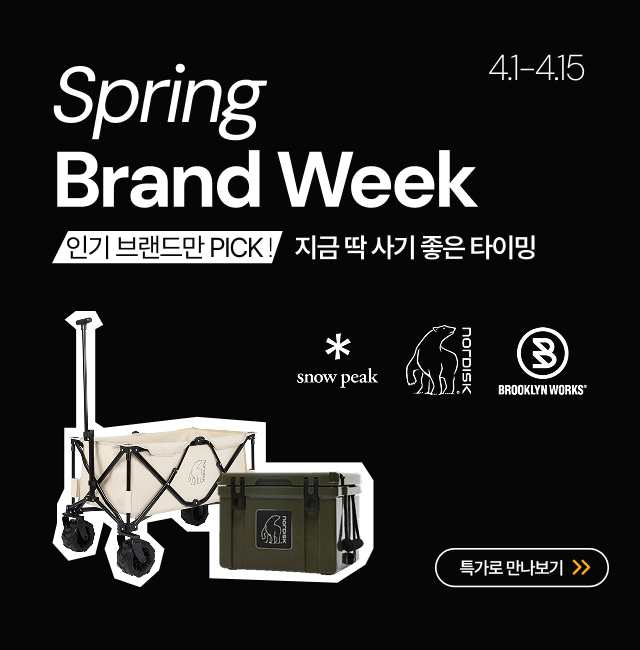 4.1–4.15
Spring
Brand Week
인기 브랜드만 PICK ! 지금 딱 사기 좋은 타이밍
snow peak
NORDISK
BROOKLYN WORKS
NORDISK
특가로 만나보기